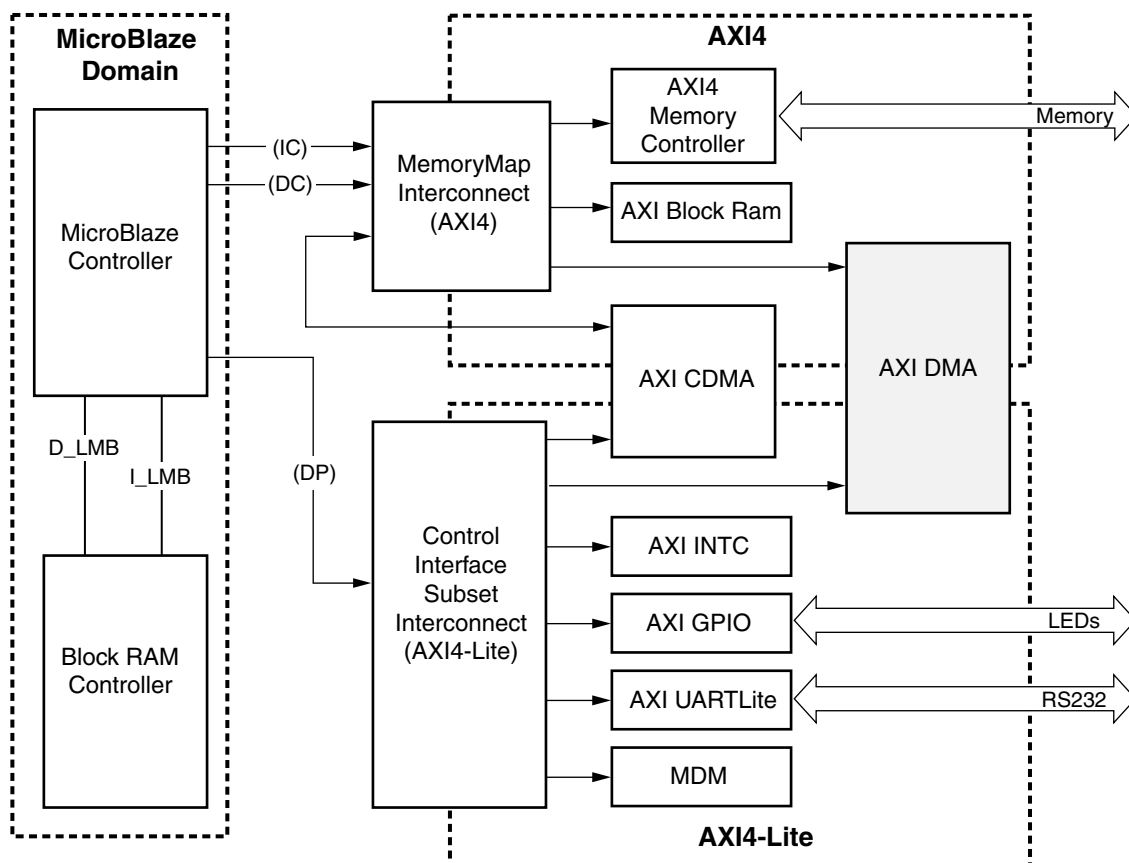 MicroBlaze
Domain
AXI4
AXI4
Memory
Controller
Memory
(IC)
(DC)
MemoryMap
Interconnect
(AXI4)
AXI Block Ram
MicroBlaze
Controller
AXI CDMA
AXI DMA
D_LMB
I_LMB
(DP)
Control
Interface
Subset
Interconnect
(AXI4-Lite)
AXI INTC
AXI GPIO
LEDs
Block RAM
Controller
AXI UARTLite
RS232
MDM
AXI4-Lite